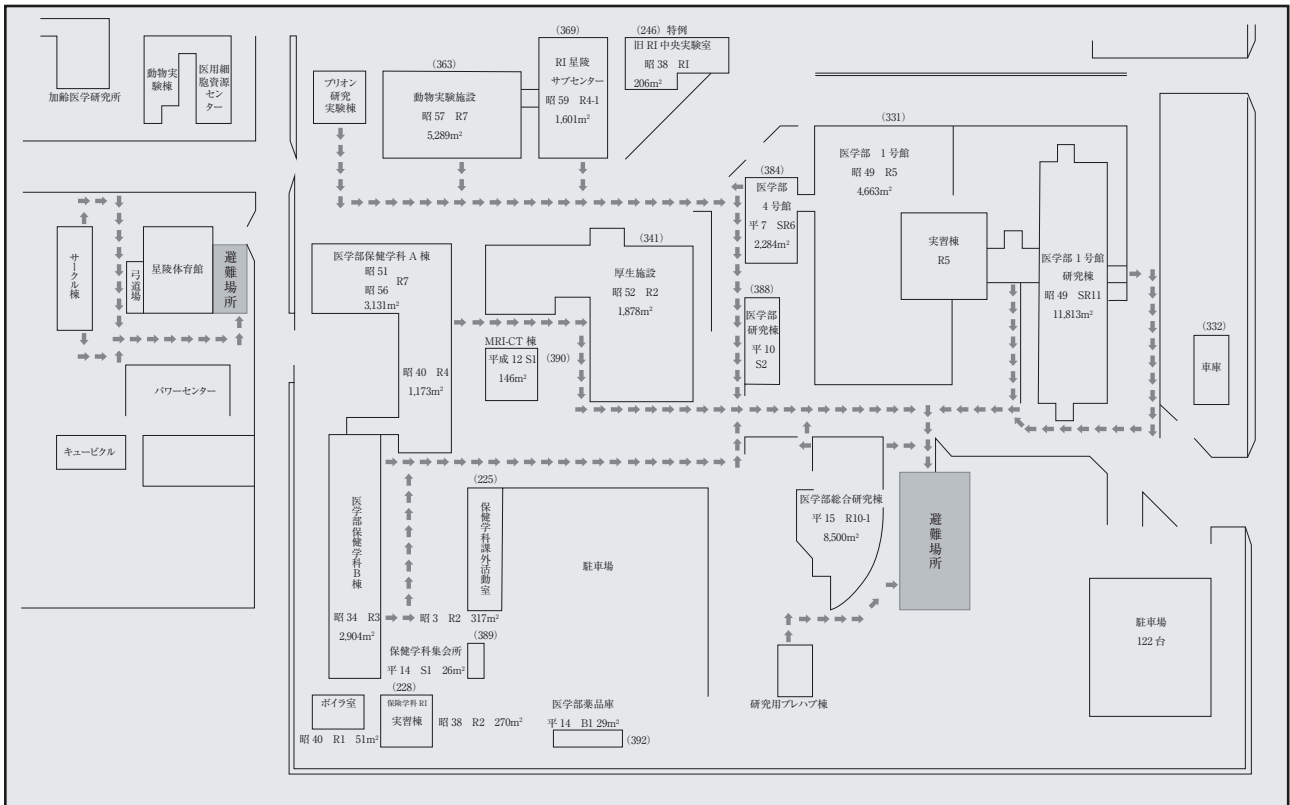 加齢医学研究所
動物実
験棟
医用細
胞資源
セン
ター
プリオン
研究
実験棟
(363)
動物実験施設
昭 57　R7
5,289m²
(369)
RI 星陵
サブセンター
昭 59　R4-1
1,601m²
(246) 特例
旧 RI 中央実験室
昭 38　RI
206m²
(331)
医学部　1 号館
昭 49　R5
4,663m²
(384)
医学部
4 号館
平 7　SR6
2,284m²
実習棟
R5
医学部 1 号館
研究棟
昭 49　SR11
11,813m²
(332)
車庫
サークル棟
弓道場
星陵体育館
避難場所
医学部保健学科 A 棟
昭 51
昭 56
R7
3,131m²
昭 40　R4
1,173m²
(341)
厚生施設
昭 52　R2
1,878m²
MRI-CT 棟
平成 12 S1
146m²
(390)
(388)
医学部
研究棟
平 10
S2
パワーセンター
キュービクル
医学部保健学科B棟
昭 34　R3
2,904m²
(225)
保健学科課外活動室
昭 3　R2　317m²
駐車場
医学部総合研究棟
平 15　R10-1
8,500m²
避難場所
(389)
保健学科集会所
平 14　S1　26m²
ボイラ室
昭 40　R1　51m²
(228)
保険学科 RI
実習棟
昭 38　R2　270m²
医学部薬品庫
平 14　B1 29m²
(392)
研究用プレハブ棟
駐車場
122 台